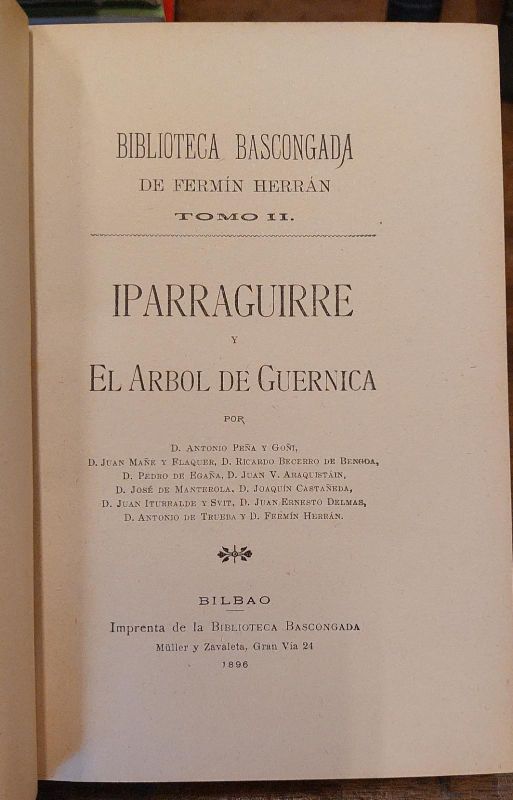 BIBLIOTECA BASCONGADA
DE FERMÍN HERRÁN
TOMO II.
IPARRAGUIRRE
Y
EL ARBOL DE GUERNICA
POR
D. ANTONIO PEÑA Y GOÑI,
D. JUAN MAÑE Y FLAQUER, D. RICARDO BECERRO DE BENGOA,
D. PEDRO DE EGAÑA, D. JUAN V. ARAQUISTÁIN,
D. JOSÉ DE MANTEROLA, D. JOAQUÍN CASTAÑEDA,
D. JUAN ITURRALDE Y SVIT, D. JUAN ERNESTO DELMAS,
D. ANTONIO DE TRUEBA Y D. FERMÍN HERRÁN.
BILBAO
Imprenta de la BIBLIOTECA BASCONGADA
Müller y Zavaleta, Gran Vía 24
1896